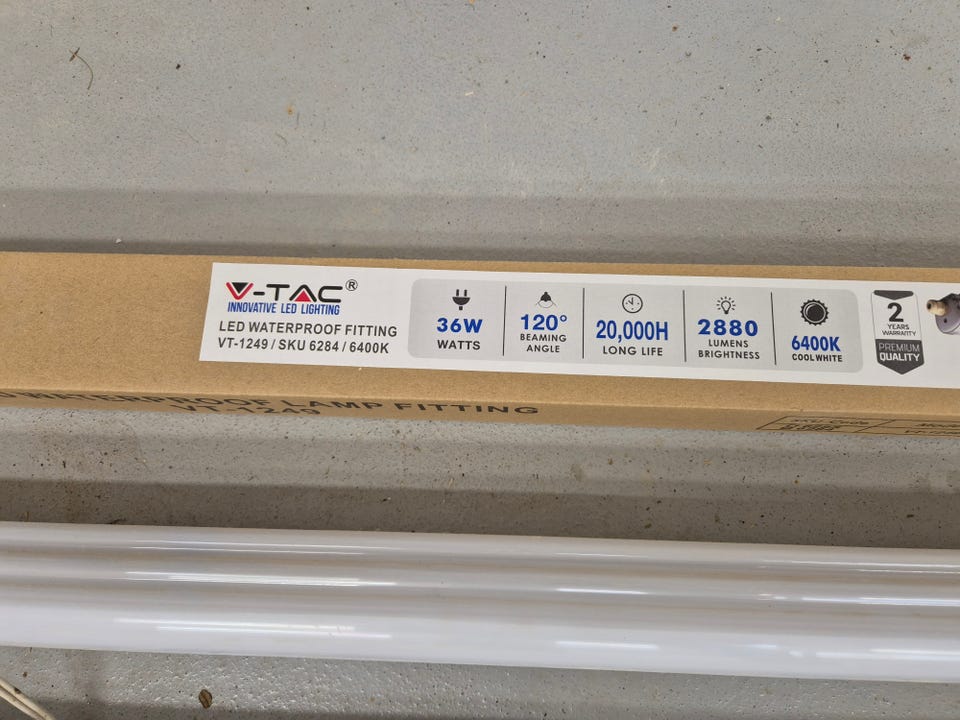 V-TAC®
INNOVATIVE LED LIGHTING
LED WATERPROOF FITTING
VT-1249 / SKU 6284 / 6400K
36W
WATTS
120°
BEAMING
ANGLE
20,000H
LONG LIFE
2880
LUMENS
BRIGHTNESS
6400K
COOL WHITE
2
YEARS
WARRANTY
PREMIUM
QUALITY
WATERPROOF LAMP FITTING
VT-1249